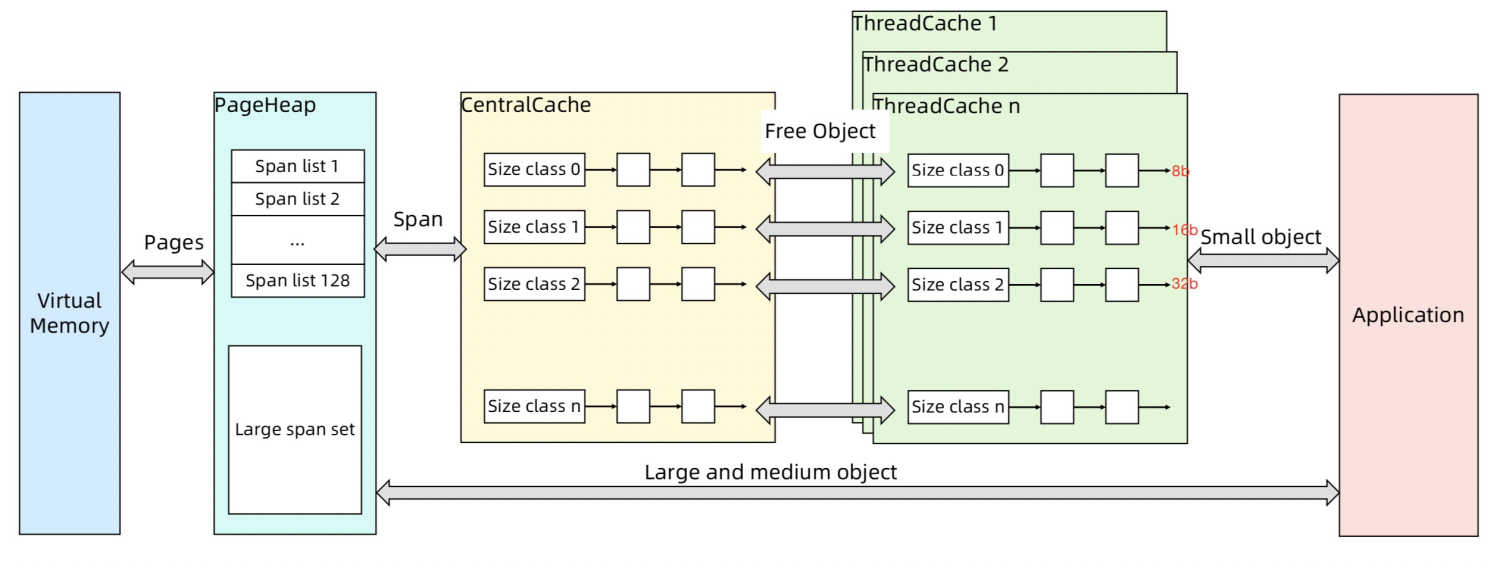 Virtual
Memory
Pages
PageHeap
Span list 1
Span list 2
...
Span list 128
Large span set
Span
CentralCache
Size class 0
Size class 1
Size class 2
Size class n
Free Object
ThreadCache 1
ThreadCache 2
ThreadCache n
Size class 0
8b
Size class 1
16b
Size class 2
32b
Size class n
Small object
Large and medium object
Application